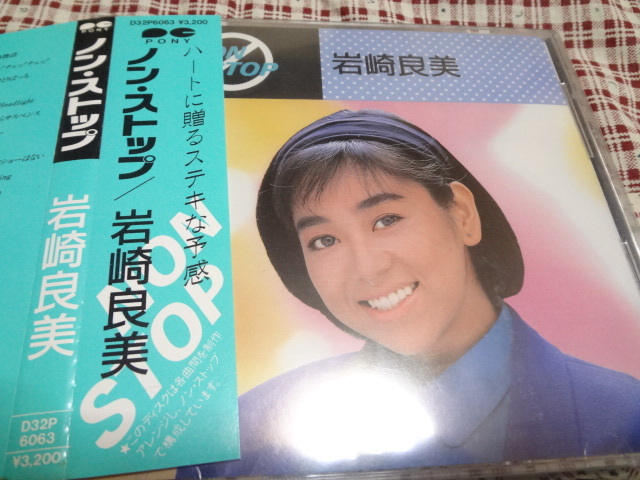 D32P6063 ¥3,200
PONY
PONY
ノン・ストップ
岩崎良美
D32P
6063
¥3,200
ノン・ストップ/岩崎良美
ハートに贈るステキな予感
NON
STOP
★このディスクは各曲間を制作
アレンジし、ノン・ストップ
で構成しています。
NON
STOP
岩崎良美